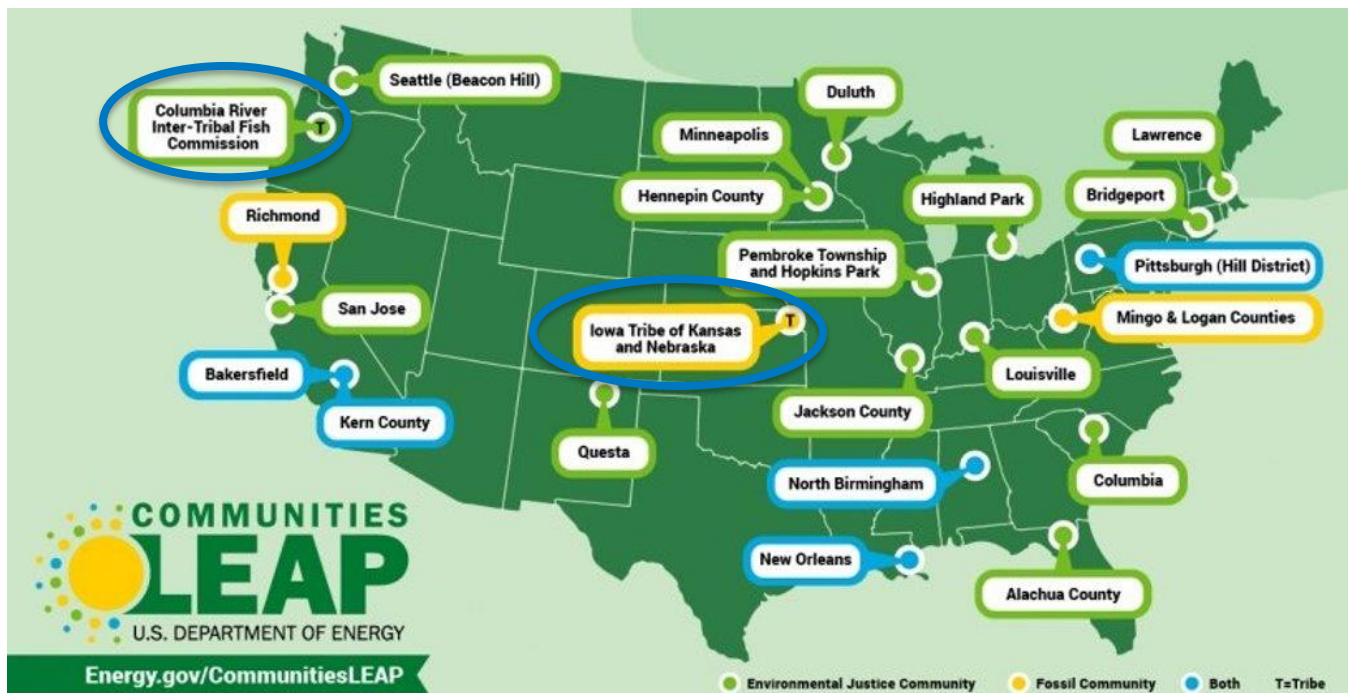 Seattle (Beacon Hill)
Duluth
Columbia River
Inter-Tribal Fish
Commission
T
Minneapolis
Lawrence
Hennepin County
Highland Park
Bridgeport
Richmond
Pembroke Township
and Hopkins Park
Pittsburgh (Hill District)
San Jose
Iowa Tribe of Kansas
and Nebraska
T
Mingo & Logan Counties
Bakersfield
Louisville
Kern County
Jackson County
Questa
North Birmingham
Columbia
New Orleans
Alachua County
COMMUNITIES
LEAP
U.S. DEPARTMENT OF ENERGY
Energy.gov/CommunitiesLEAP
Environmental Justice Community Fossil Community Both T=Tribe